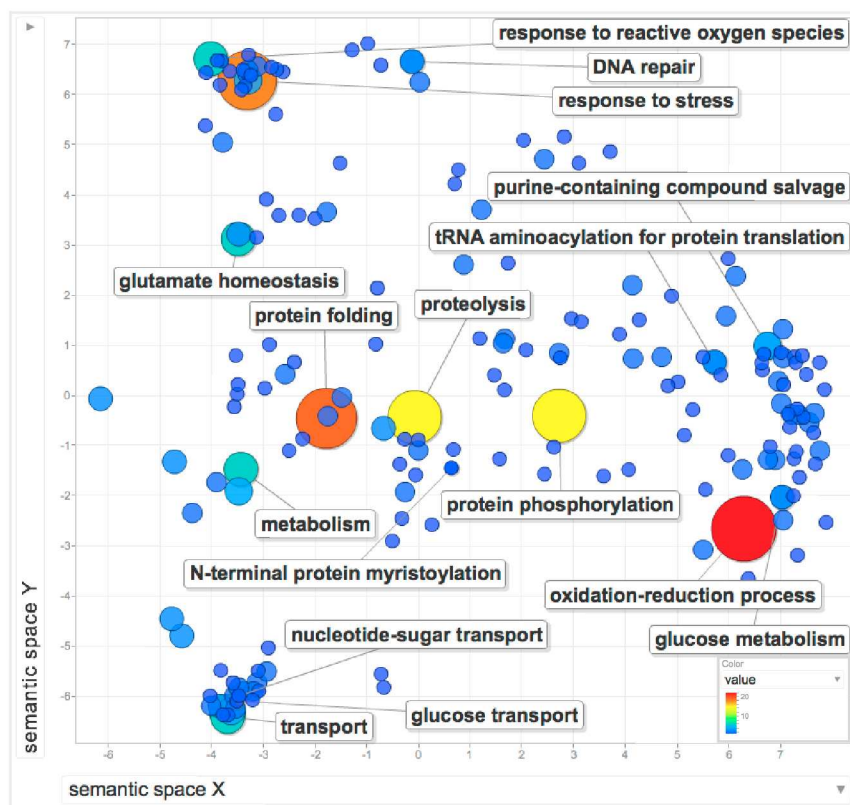 response to reactive oxygen species
DNA repair
response to stress
purine-containing compound salvage
tRNA aminoacylation for protein translation
glutamate homeostasis
protein folding
proteolysis
protein phosphorylation
metabolism
N-terminal protein myristoylation
oxidation-reduction process
nucleotide-sugar transport
glucose metabolism
glucose transport
transport
Color
value
20
10
7
6
5
4
3
2
1
0
-1
-2
-3
-4
-5
-6
-6 -5 -4 -3 -2 -1 0 1 2 3 4 5 6 7
semantic space Y
semantic space X